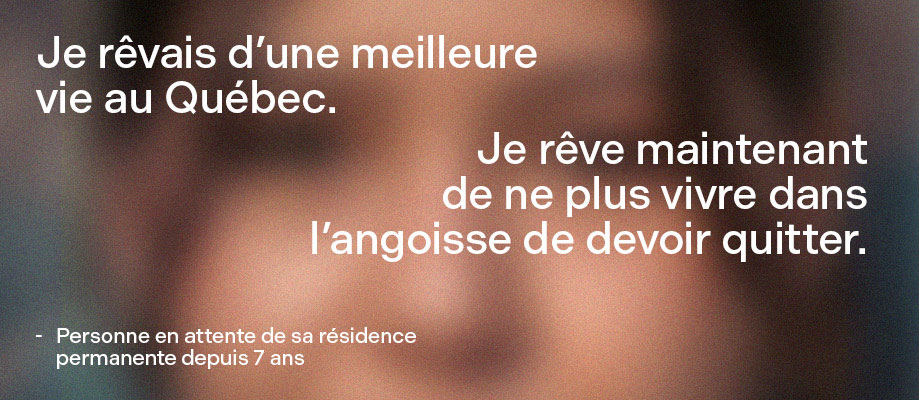 Je rêvais d’une meilleure
vie au Québec.
Je rêve maintenant
de ne plus vivre dans
l’angoisse de devoir quitter.
- Personne en attente de sa résidence
permanente depuis 7 ans